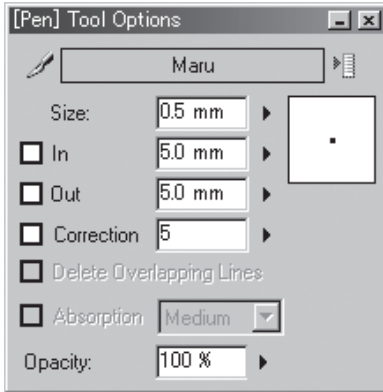 [Pen] Tool Options
Maru
Size: 0.5 mm
In 5.0 mm
Out 5.0 mm
Correction 5
Delete Overlapping Lines
Absorption Medium
Opacity: 100 %